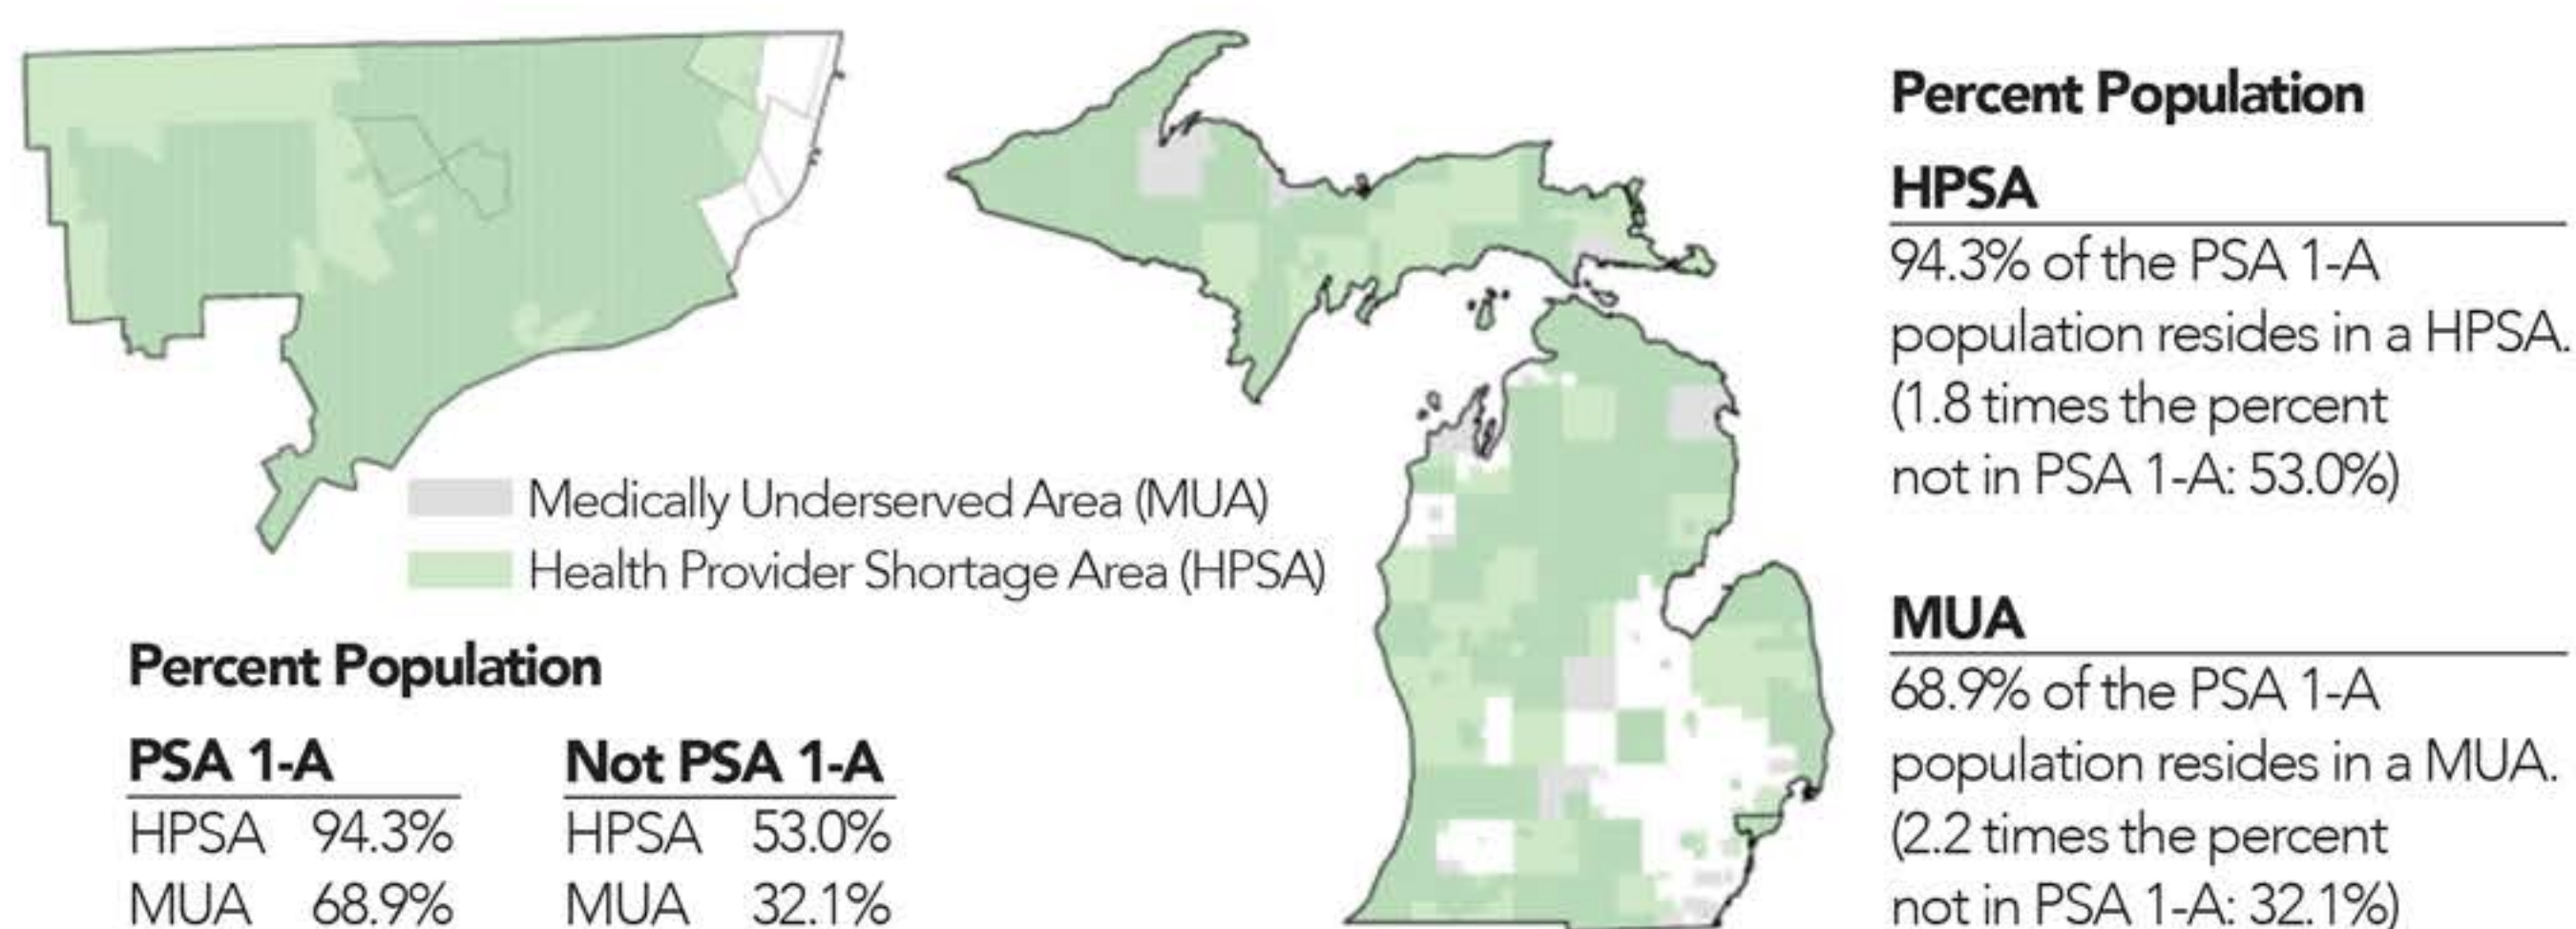 Medically Underserved Area (MUA)
Health Provider Shortage Area (HPSA)
Percent Population
PSA 1-A
HPSA 94.3%
MUA 68.9%
Not PSA 1-A
HPSA 53.0%
MUA 32.1%
Percent Population
HPSA
94.3% of the PSA 1-A
population resides in a HPSA.
(1.8 times the percent
not in PSA 1-A: 53.0%)
MUA
68.9% of the PSA 1-A
population resides in a MUA.
(2.2 times the percent
not in PSA 1-A: 32.1%)